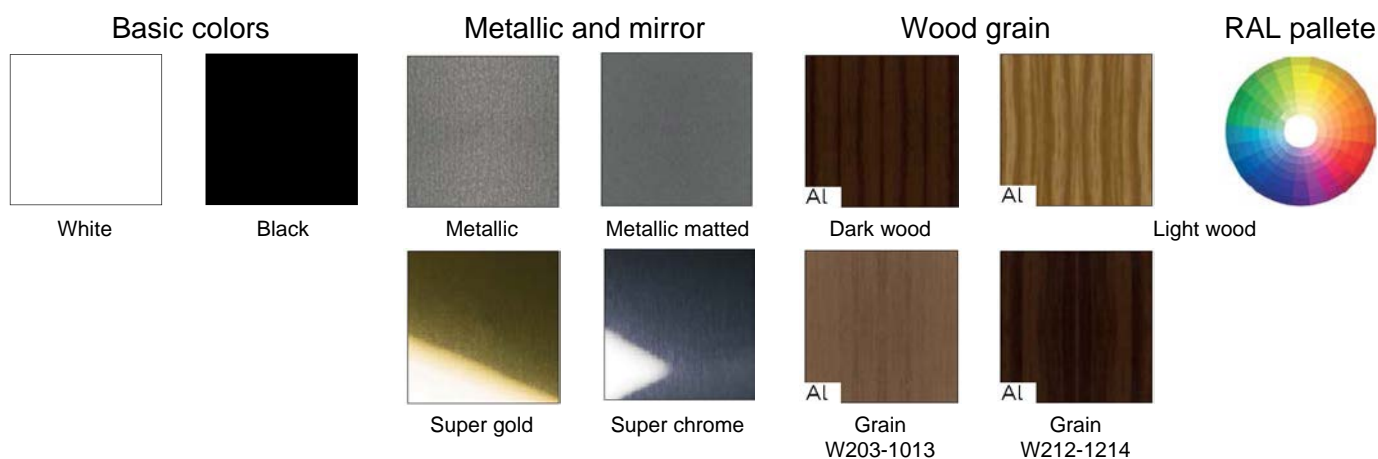 Basic colors
Metallic and mirror
Wood grain
RAL pallete
Al
Al
White
Black
Metallic
Metallic matted
Dark wood
Light wood
Al
Al
Super gold
Super chrome
Grain
W203-1013
Grain
W212-1214